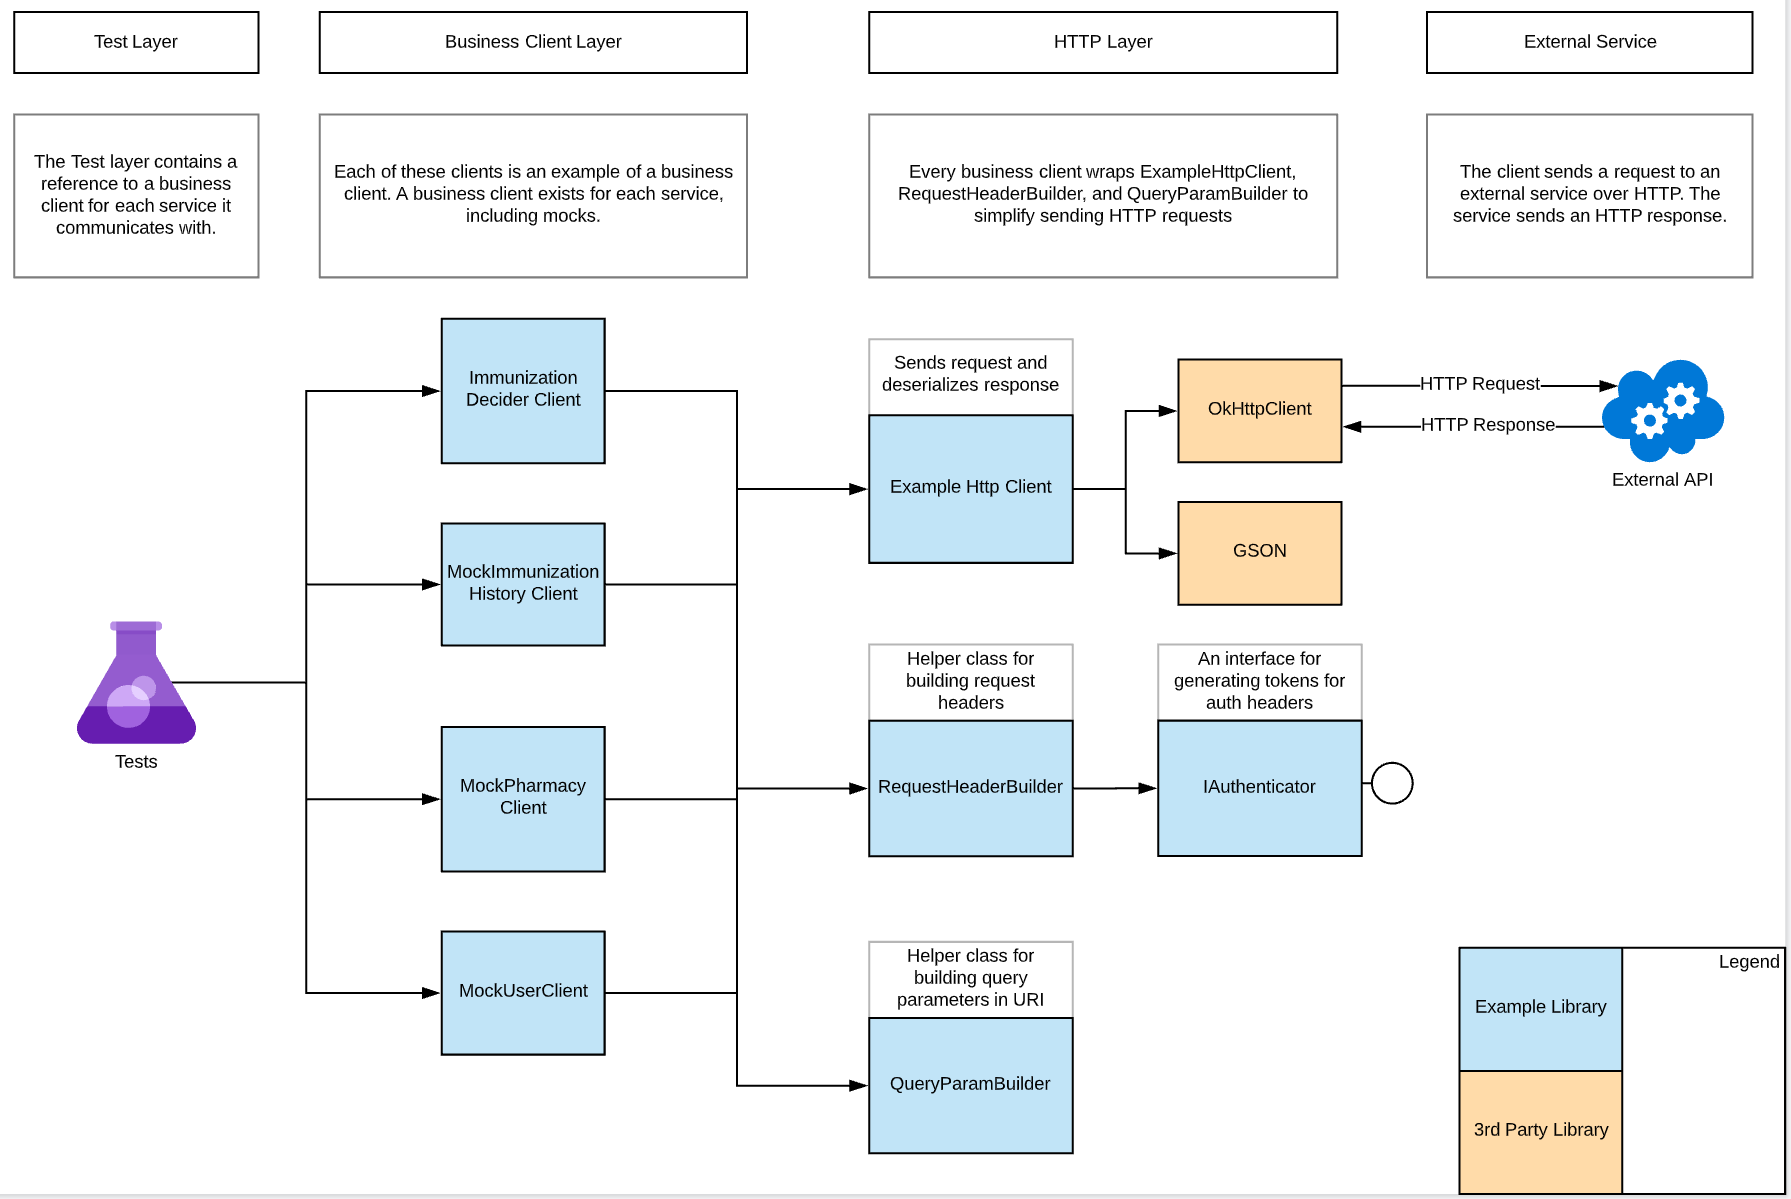 Test Layer
Business Client Layer
HTTP Layer
External Service
The Test layer contains a
reference to a business
client for each service it
communicates with.
Each of these clients is an example of a business
client. A business client exists for each service,
including mocks.
Every business client wraps ExampleHttpClient,
RequestHeaderBuilder, and QueryParamBuilder to
simplify sending HTTP requests
The client sends a request to an
external service over HTTP. The
service sends an HTTP response.
Tests
Immunization
Decider Client
MockImmunization
History Client
MockPharmacy
Client
MockUserClient
Sends request and
deserializes response
Example Http Client
OkHttpClient
GSON
HTTP Request
HTTP Response
External API
Helper class for
building request
headers
RequestHeaderBuilder
An interface for
generating tokens for
auth headers
IAuthenticator
Helper class for
building query
parameters in URI
QueryParamBuilder
Legend
Example Library
3rd Party Library